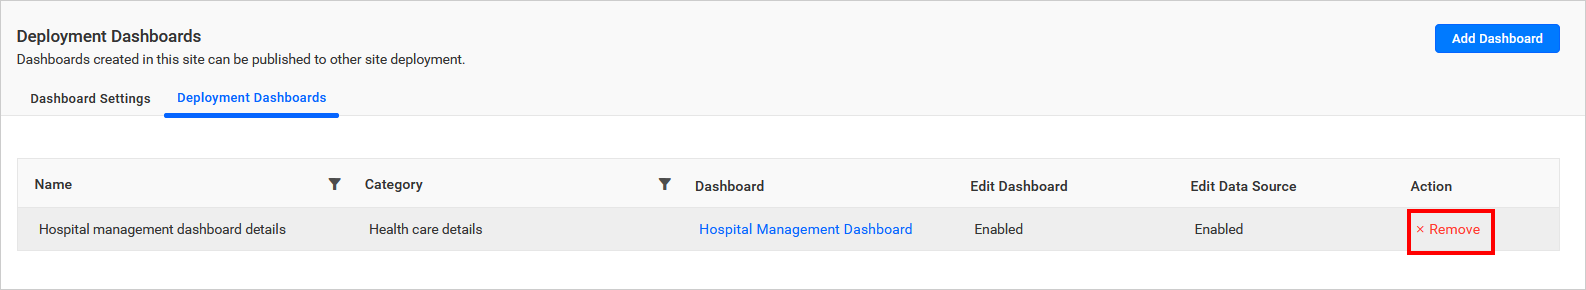 Deployment Dashboards
Add Dashboard
Dashboards created in this site can be published to other site deployment.
Dashboard Settings Deployment Dashboards
Name Category Dashboard Edit Dashboard Edit Data Source Action
Hospital management dashboard details Health care details Hospital Management Dashboard Enabled Enabled × Remove